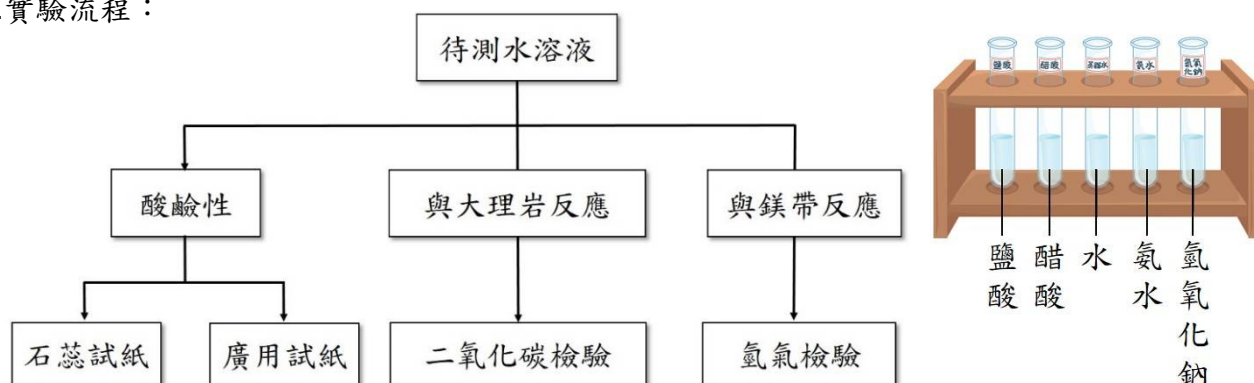 實驗流程：
待測水溶液
酸鹼性
與大理岩反應
與鎂帶反應
石蕊試紙
廣用試紙
二氧化碳檢驗
氫氣檢驗
鹽酸
醋酸
蒸餾水
氨水
氫氧化鈉
鹽酸
醋酸
水
氨水
氫氧化鈉